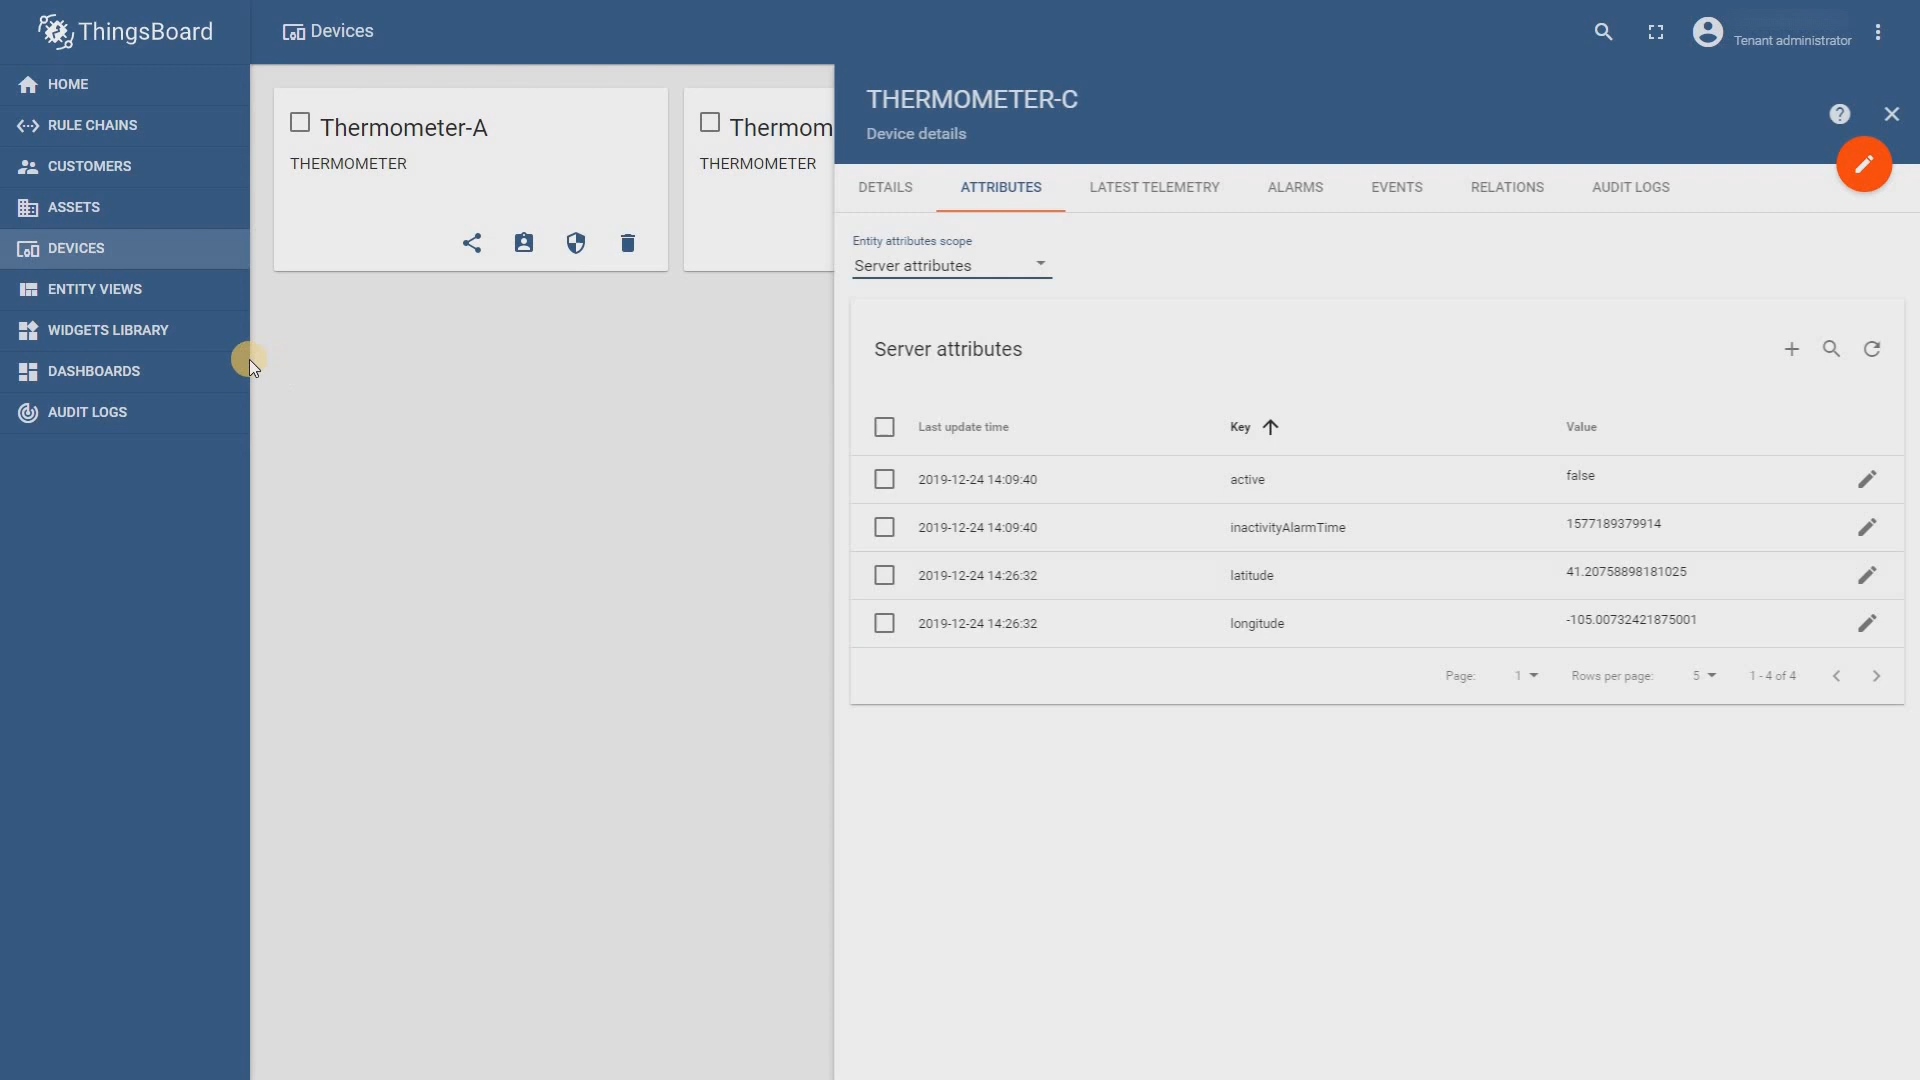 ThingsBoard
Devices
Tenant administrator
HOME
RULE CHAINS
CUSTOMERS
ASSETS
DEVICES
ENTITY VIEWS
WIDGETS LIBRARY
DASHBOARDS
AUDIT LOGS
Thermometer-A
THERMOMETER
Thermom
THERMOMETER
THERMOMETER-C
Device details
DETAILS ATTRIBUTES LATEST TELEMETRY ALARMS EVENTS RELATIONS AUDIT LOGS
Entity attributes scope
Server attributes
Server attributes
Last update time Key Value
2019-12-24 14:09:40 active false
2019-12-24 14:09:40 inactivityAlarmTime 1577189379914
2019-12-24 14:26:32 latitude 41.20758898181025
2019-12-24 14:26:32 longitude -105.00732421875001
Page: 1 Rows per page: 5 1 - 4 of 4